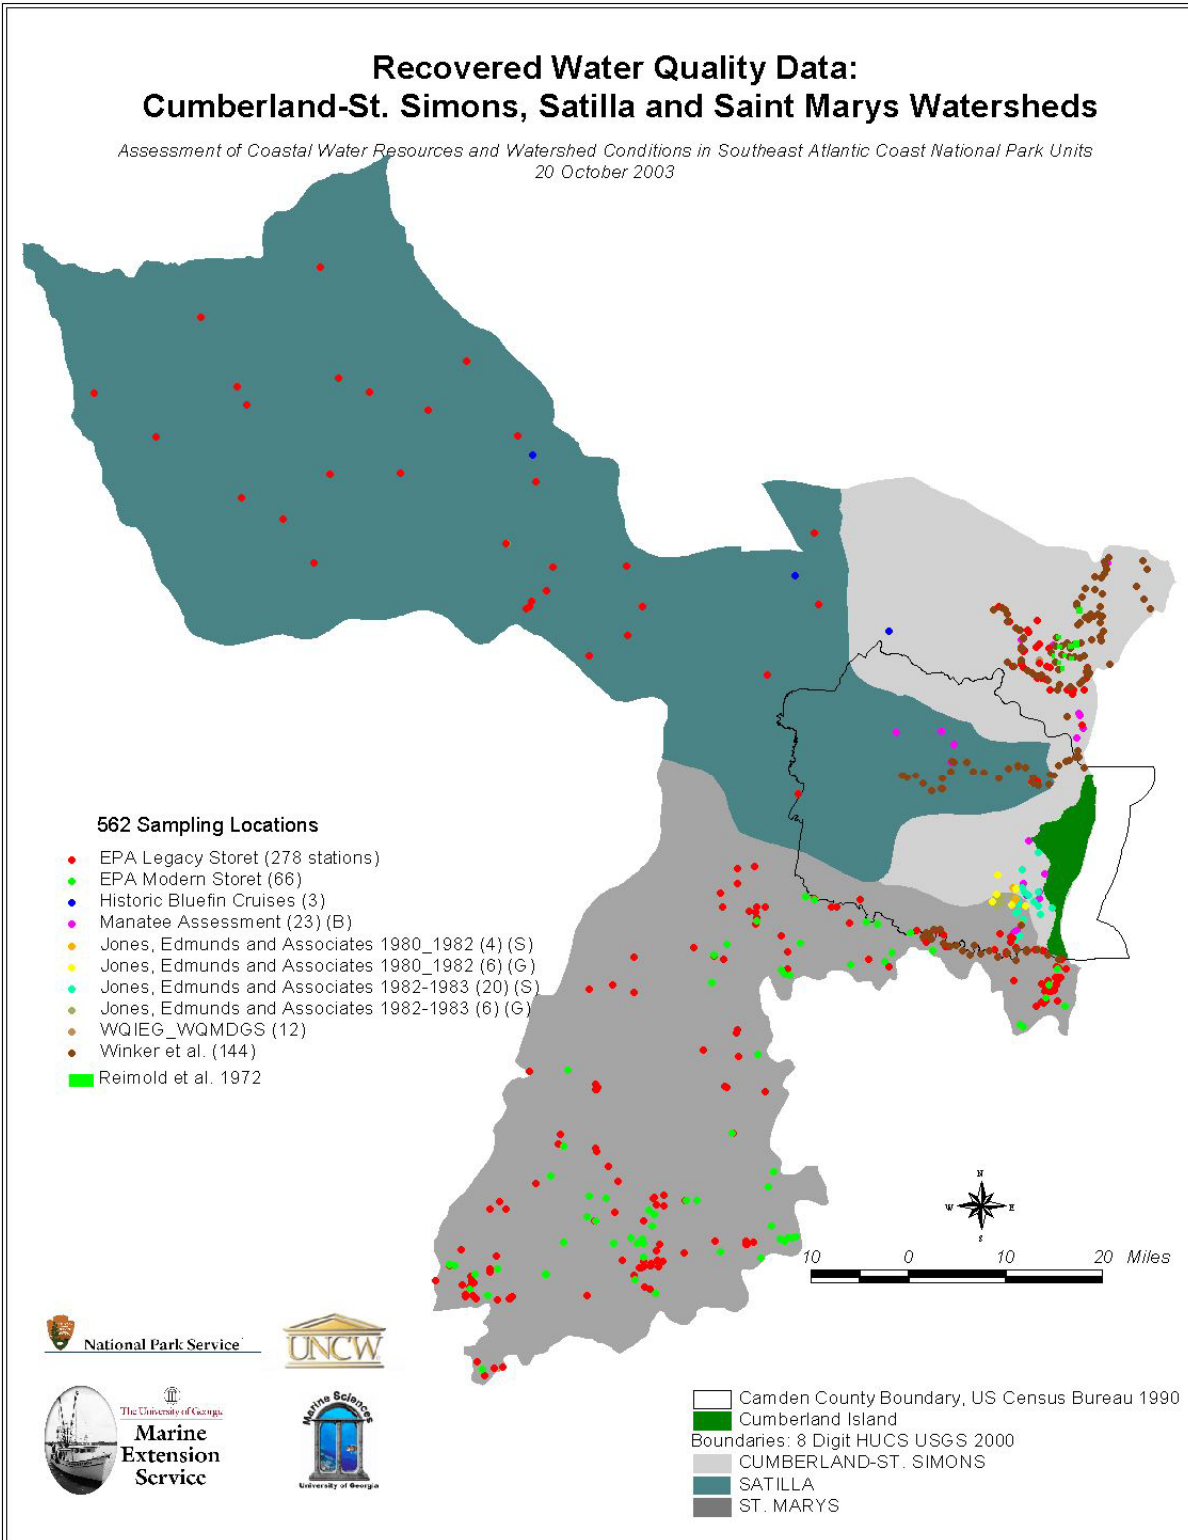 Recovered Water Quality Data:
Cumberland-St. Simons, Satilla and Saint Marys Watersheds
Assessment of Coastal Water Resources and Watershed Conditions in Southeast Atlantic Coast National Park Units
20 October 2003
562 Sampling Locations
EPA Legacy Storet (278 stations)
EPA Modern Storet (66)
Historic Bluefin Cruises (3)
Manatee Assessment (23) (B)
Jones, Edmunds and Associates 1980_1982 (4) (S)
Jones, Edmunds and Associates 1980_1982 (6) (G)
Jones, Edmunds and Associates 1982-1983 (20) (S)
Jones, Edmunds and Associates 1982-1983 (6) (G)
WQIEG_WQMDGS (12)
Winker et al. (144)
Reimold et al. 1972
N
W E
S
10 0 10 20 Miles
National Park Service
UNCW
The University of Georgia
Marine
Extension
Service
Marine Sciences
University of Georgia
Camden County Boundary, US Census Bureau 1990
Cumberland Island
Boundaries: 8 Digit HUCS USGS 2000
CUMBERLAND-ST. SIMONS
SATILLA
ST. MARYS